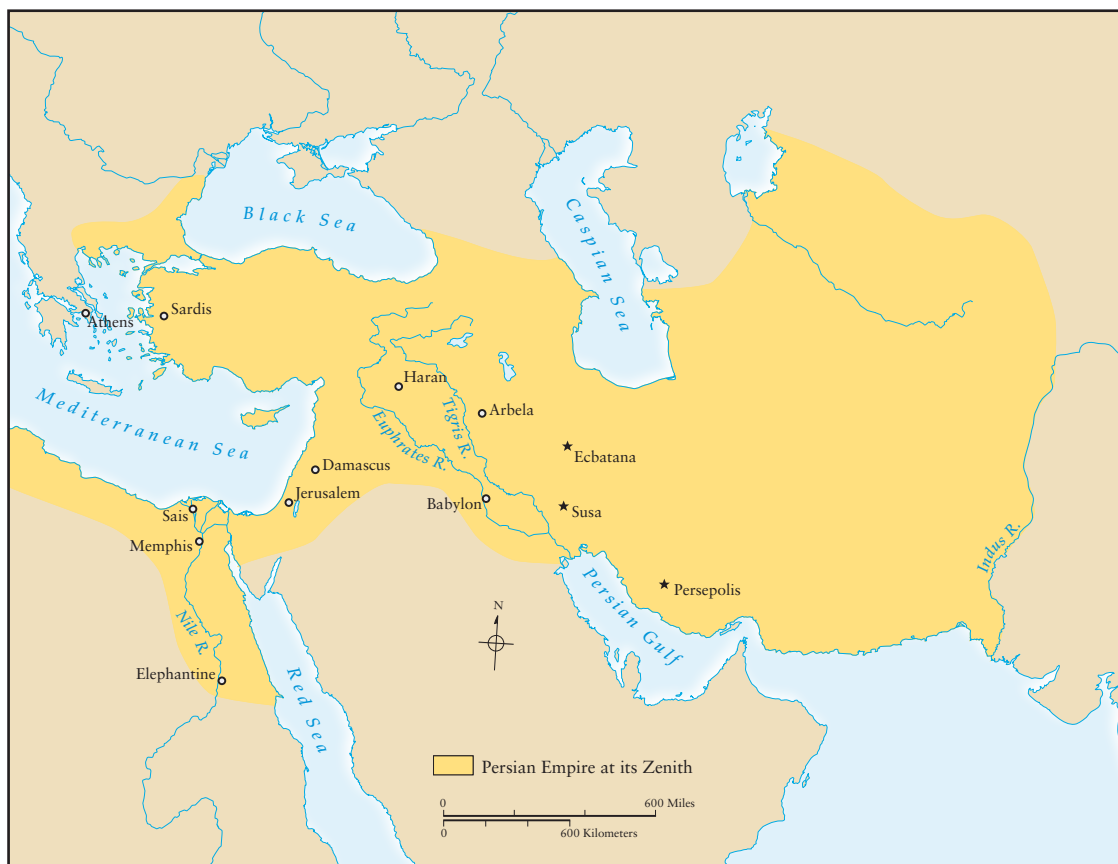 Black Sea
Caspian Sea
Sardis
Athens
Haran
Mediterranean Sea
Tigris R.
Arbela
Euphrates R.
Ecbatana
Damascus
Jerusalem
Babylon
Sais
Susa
Memphis
Indus R.
Persian Gulf
Persepolis
Nile R.
N
Elephantine
Red Sea
Persian Empire at its Zenith
0 600 Miles
0 600 Kilometers